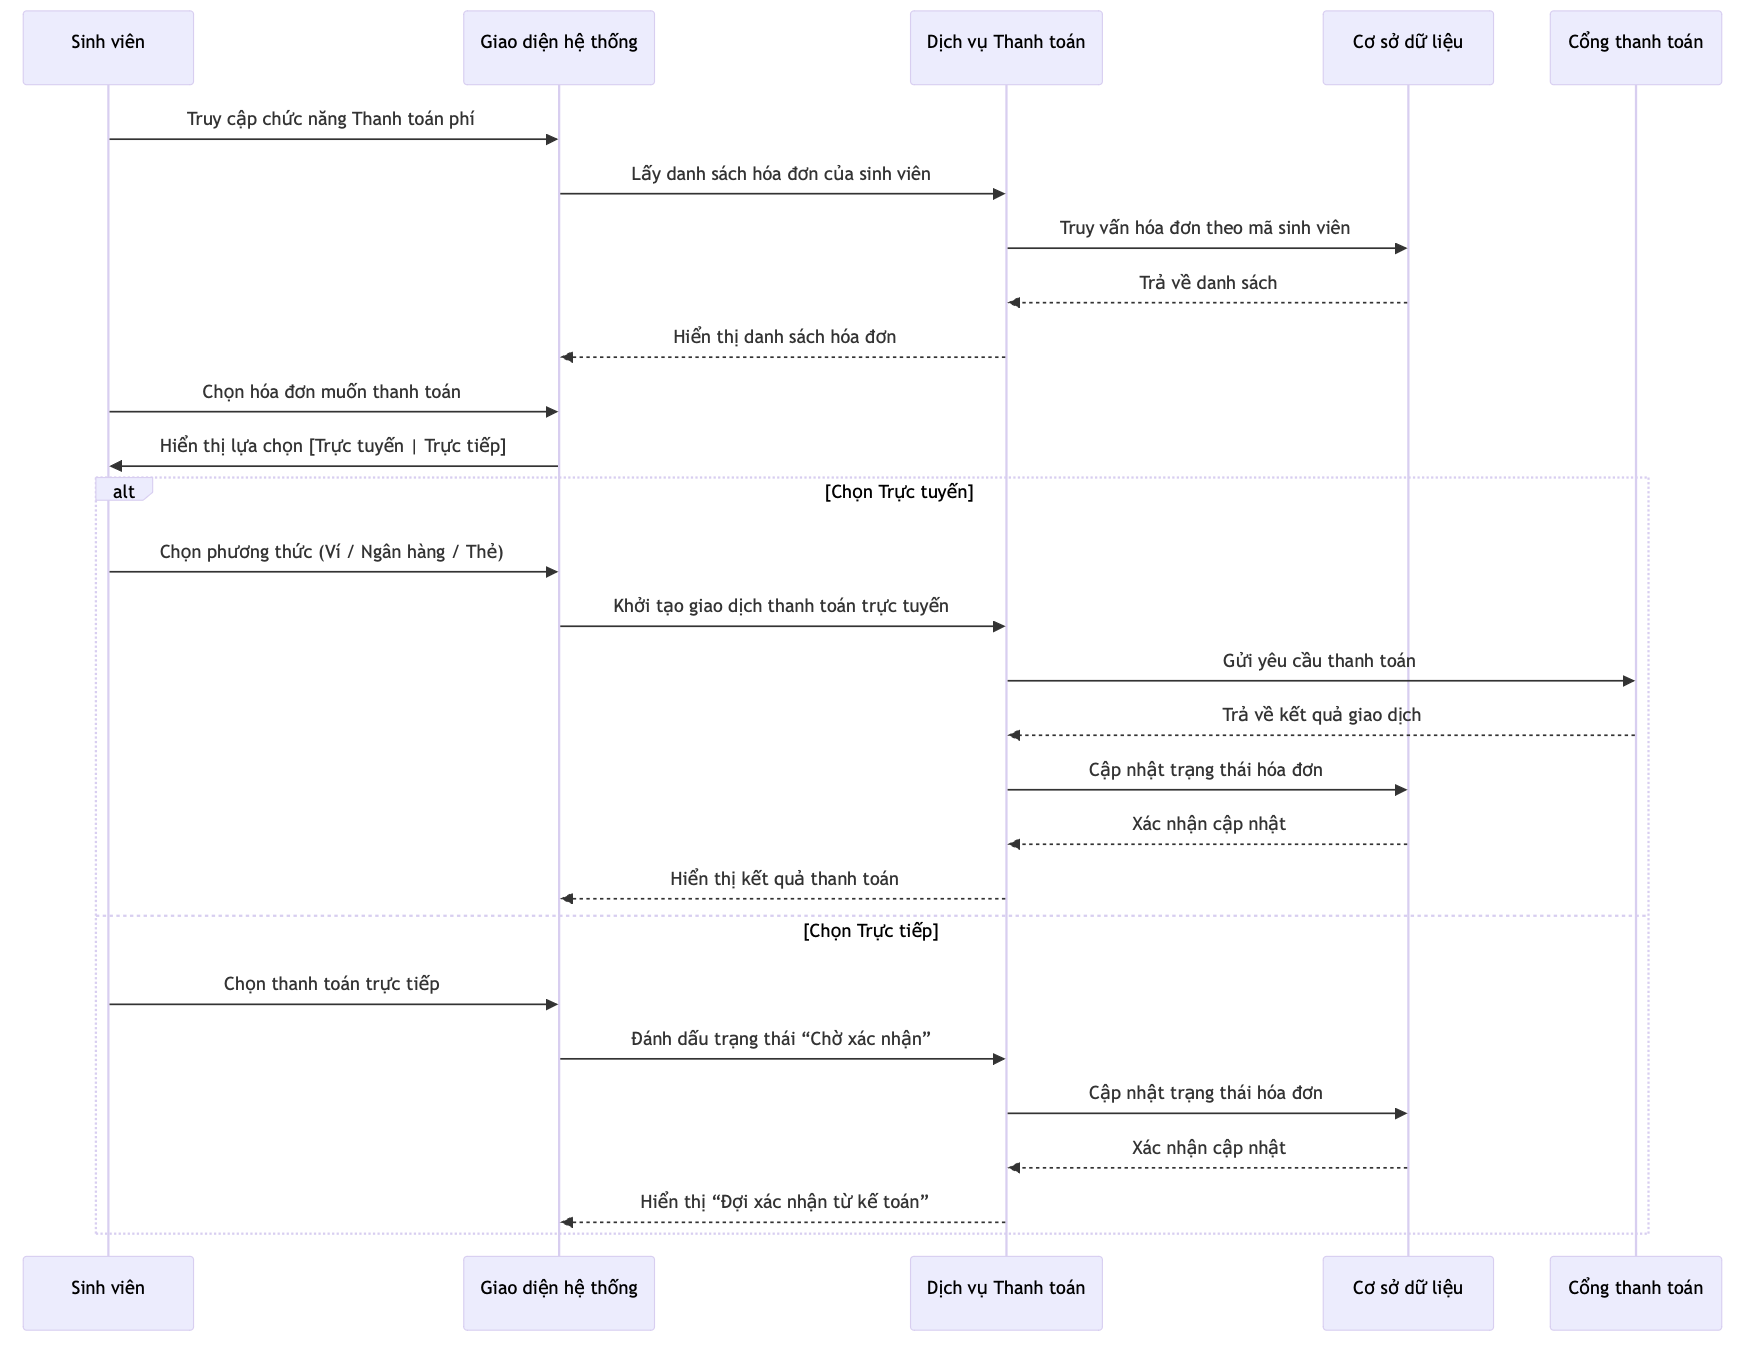 Sinh viên
Giao diện hệ thống
Dịch vụ Thanh toán
Cơ sở dữ liệu
Cổng thanh toán
Truy cập chức năng Thanh toán phí
Lấy danh sách hóa đơn của sinh viên
Truy vấn hóa đơn theo mã sinh viên
Trả về danh sách
Hiển thị danh sách hóa đơn
Chọn hóa đơn muốn thanh toán
Hiển thị lựa chọn [Trực tuyến | Trực tiếp]
alt
[Chọn Trực tuyến]
Chọn phương thức (Ví / Ngân hàng / Thẻ)
Khởi tạo giao dịch thanh toán trực tuyến
Gửi yêu cầu thanh toán
Trả về kết quả giao dịch
Cập nhật trạng thái hóa đơn
Xác nhận cập nhật
Hiển thị kết quả thanh toán
[Chọn Trực tiếp]
Chọn thanh toán trực tiếp
Đánh dấu trạng thái “Chờ xác nhận”
Cập nhật trạng thái hóa đơn
Xác nhận cập nhật
Hiển thị “Đợi xác nhận từ kế toán”
Sinh viên
Giao diện hệ thống
Dịch vụ Thanh toán
Cơ sở dữ liệu
Cổng thanh toán